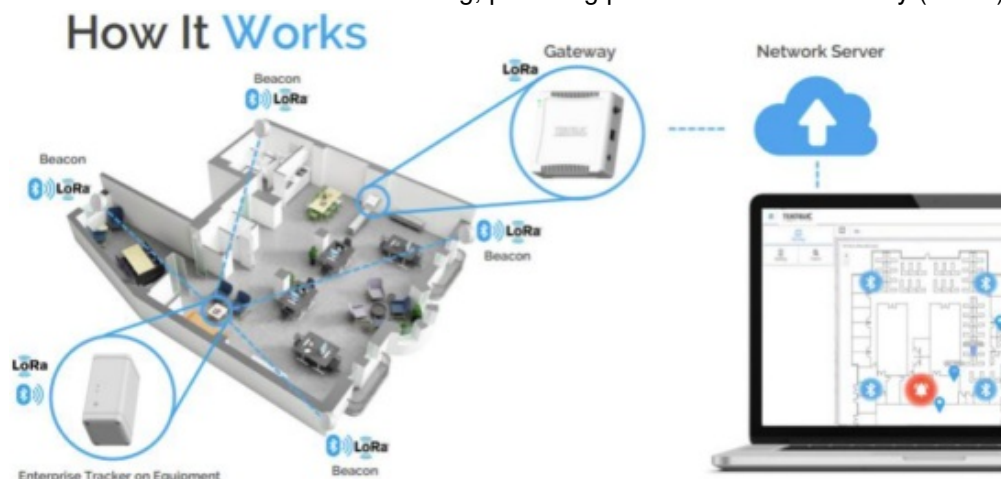 How It Works
Gateway
LoRa
Network Server
Beacon
LoRa
Beacon
LoRa
LoRa
Beacon
LoRa
LoRa
Beacon
Enterprise Tracker on Equipment